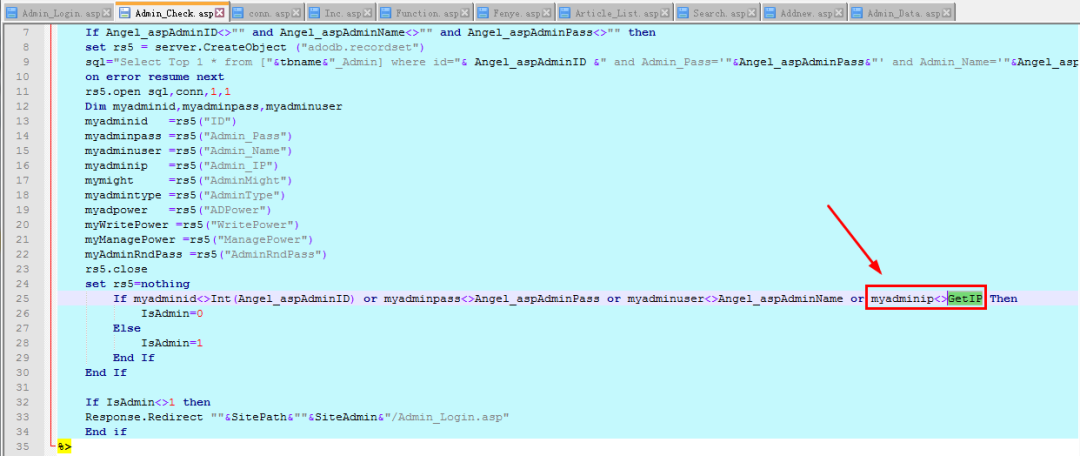 Admin_Login.asp Admin_Check.asp conn.asp Inc.asp Function.asp Fenye.asp Article_List.asp Search.asp Addnew.asp Admin_Data.asp
7 If Angel_aspAdminID<>"" and Angel_aspAdminName<>"" and Angel_aspAdminPass<>"" then
8 set rs5 = server.CreateObject ("adodb.recordset")
9 sql="Select Top 1 * from ["&tbname&"_Admin] where id="& Angel_aspAdminID &" and Admin_Pass='"&Angel_aspAdminPass&"' and Admin_Name='"&Angel_asp
10 on error resume next
11 rs5.open sql,conn,1,1
12 Dim myadminid,myadminpass,myadminuser
13 myadminid   =rs5("ID")
14 myadminpass =rs5("Admin_Pass")
15 myadminuser =rs5("Admin_Name")
16 myadminip   =rs5("Admin_IP")
17 mymight     =rs5("AdminMight")
18 myadmintype =rs5("AdminType")
19 myadpower   =rs5("ADPower")
20 myWritePower =rs5("WritePower")
21 myManagePower =rs5("ManagePower")
22 myAdminRndPass =rs5("AdminRndPass")
23 rs5.close
24 set rs5=nothing
25 If myadminid<>Int(Angel_aspAdminID) or myadminpass<>Angel_aspAdminPass or myadminuser<>Angel_aspAdminName or myadminip<>GetIP Then
26 IsAdmin=0
27 Else
28 IsAdmin=1
29 End If
30 End If
31
32 If IsAdmin<>1 then
33 Response.Redirect ""&SitePath&""&SiteAdmin&"/Admin_Login.asp"
34 End if
35 %>